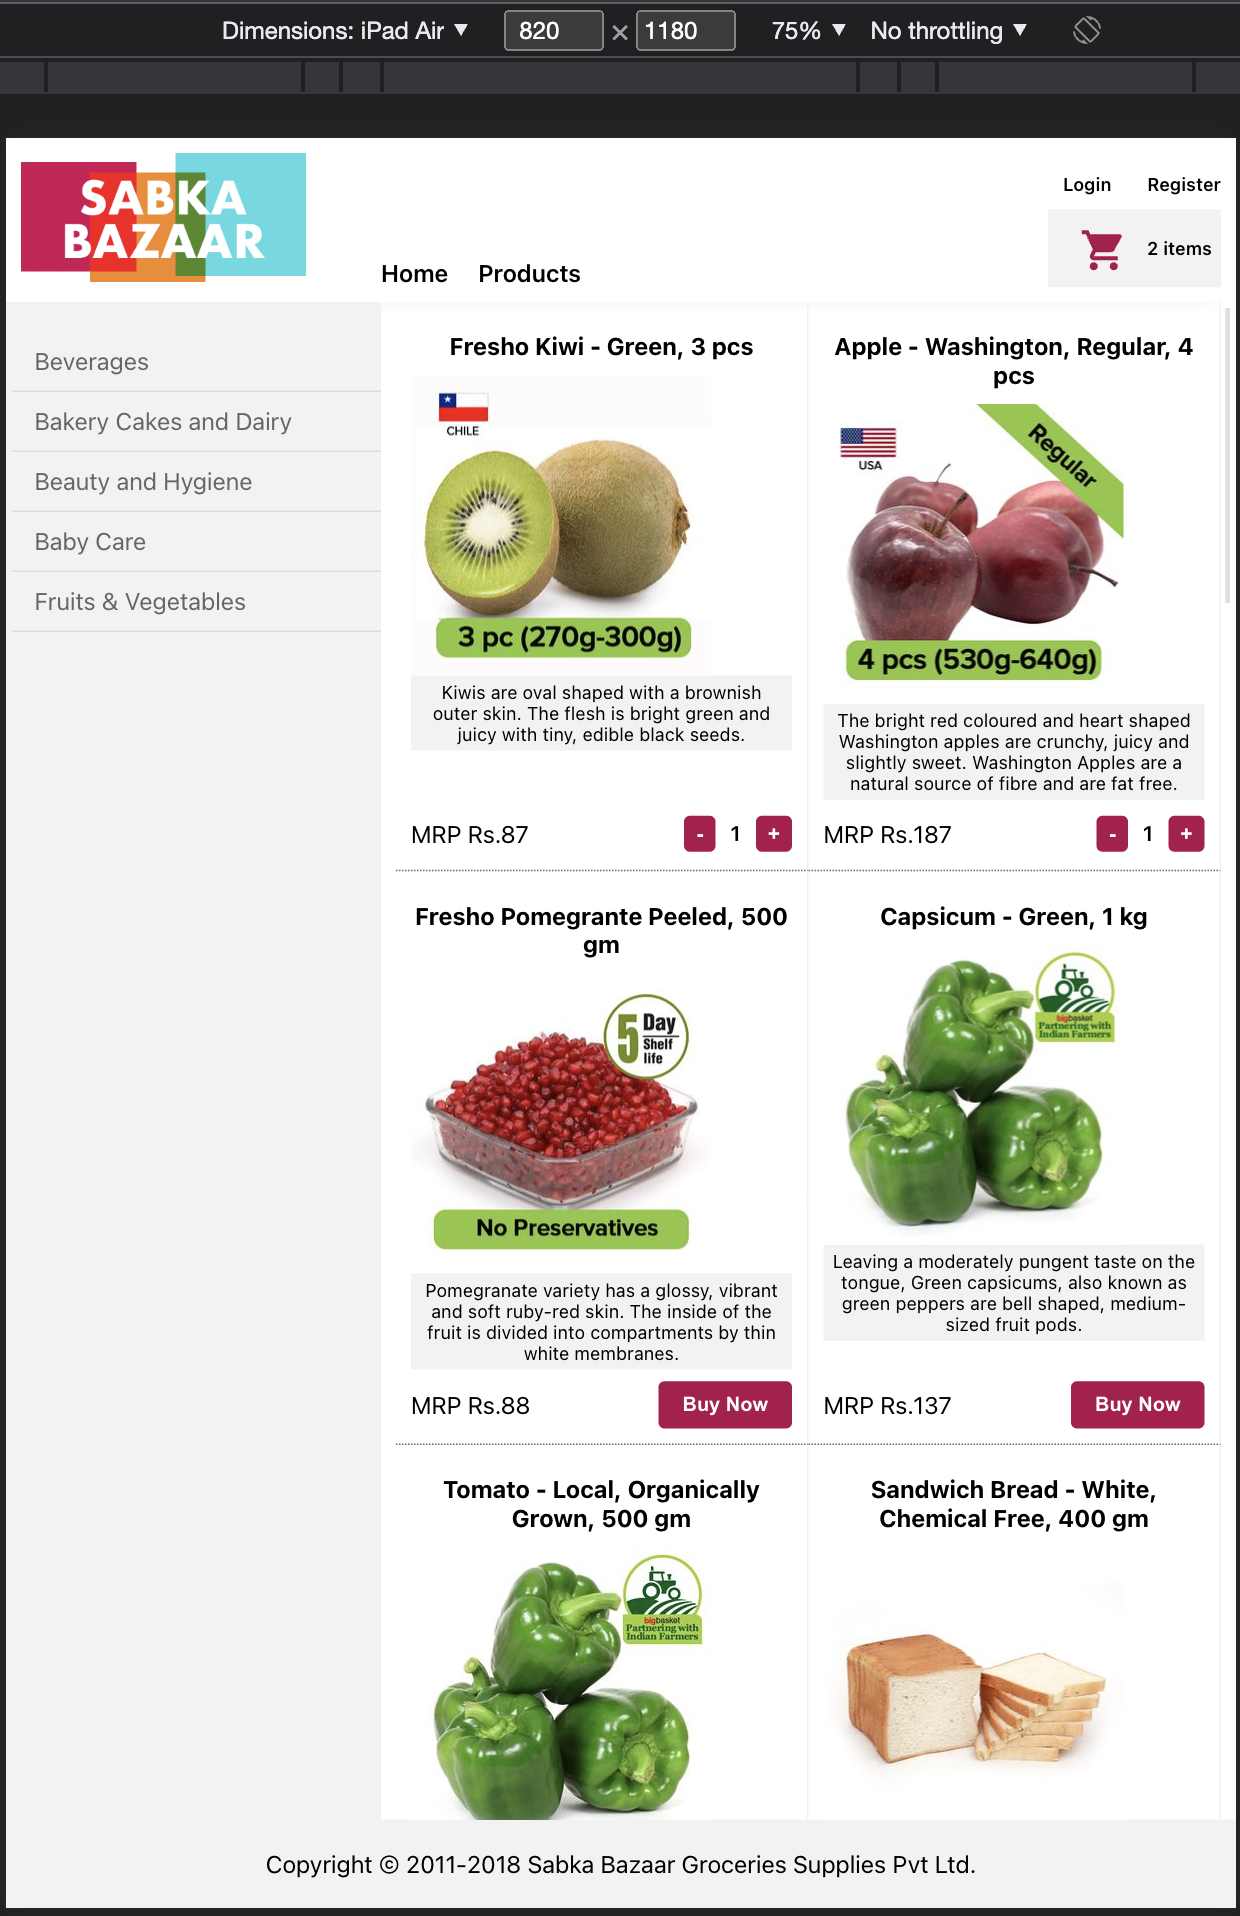 Dimensions: iPad Air ▼ 820 × 1180 75% ▼ No throttling ▼
SABKA
BAZAAR
Login Register
2 items
Home Products
Beverages
Bakery Cakes and Dairy
Beauty and Hygiene
Baby Care
Fruits & Vegetables
Fresho Kiwi - Green, 3 pcs
CHILE
3 pc (270g-300g)
Kiwis are oval shaped with a brownish
outer skin. The flesh is bright green and
juicy with tiny, edible black seeds.
MRP Rs.87
- 1 +
Apple - Washington, Regular, 4
pcs
USA
Regular
4 pcs (530g-640g)
The bright red coloured and heart shaped
Washington apples are crunchy, juicy and
slightly sweet. Washington Apples are a
natural source of fibre and are fat free.
MRP Rs.187
- 1 +
Fresho Pomegrante Peeled, 500
gm
5 Day
Shelf
life
No Preservatives
Pomegranate variety has a glossy, vibrant
and soft ruby-red skin. The inside of the
fruit is divided into compartments by thin
white membranes.
MRP Rs.88
Buy Now
Capsicum - Green, 1 kg
bigbasket
Partnering with
Indian Farmers
Leaving a moderately pungent taste on the
tongue, Green capsicums, also known as
green peppers are bell shaped, medium-
sized fruit pods.
MRP Rs.137
Buy Now
Tomato - Local, Organically
Grown, 500 gm
bigbasket
Partnering with
Indian Farmers
Sandwich Bread - White,
Chemical Free, 400 gm
Copyright © 2011-2018 Sabka Bazaar Groceries Supplies Pvt Ltd.